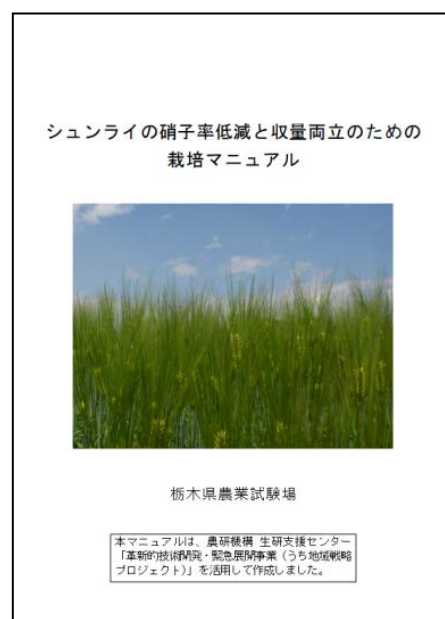 シュンライの硝子率低減と収量両立のための
栽培マニュアル
栃木県農業試験場
本マニュアルは、農研機構 生研支援センター
「革新的技術開発・緊急展開事業（うち地域戦略
プロジェクト）」を活用して作成しました。